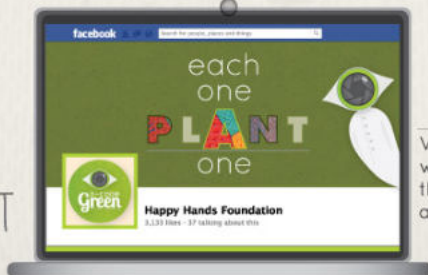 facebook
Search for people, places and things
each
one
PLANT
one
Green
Happy Hands Foundation
3,133 likes · 37 talking about this